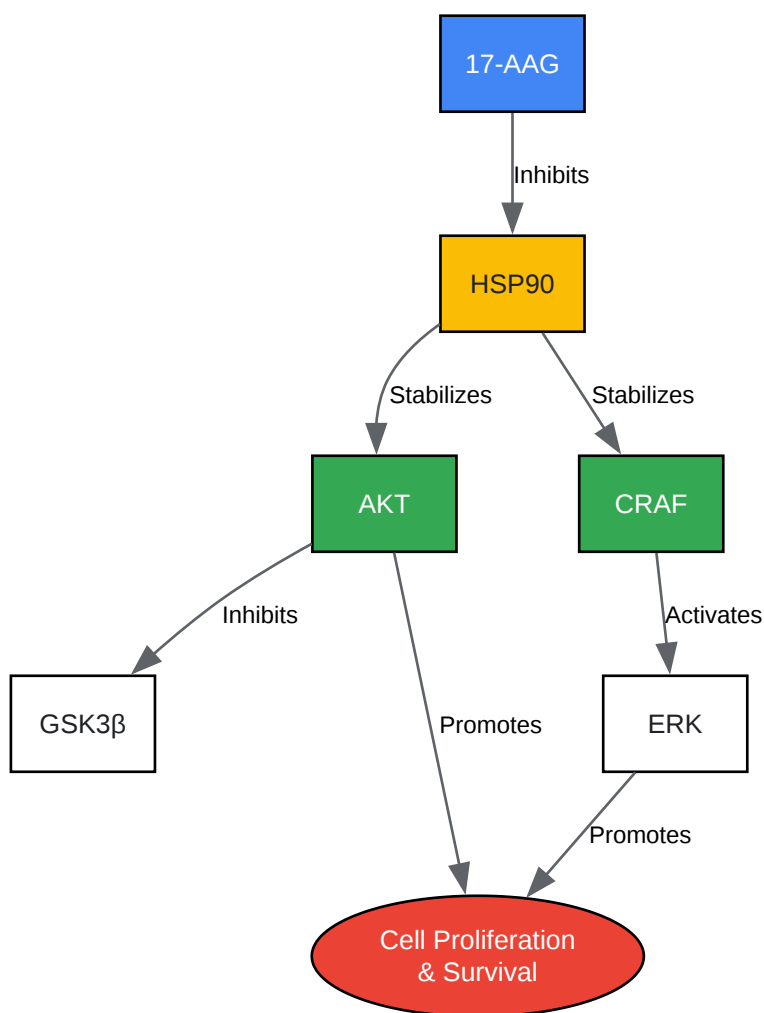 17-AAG
Inhibits
HSP90
Stabilizes
Stabilizes
AKT
CRAF
Inhibits
Activates
GSK3β
Promotes
ERK
Promotes
Cell Proliferation
& Survival